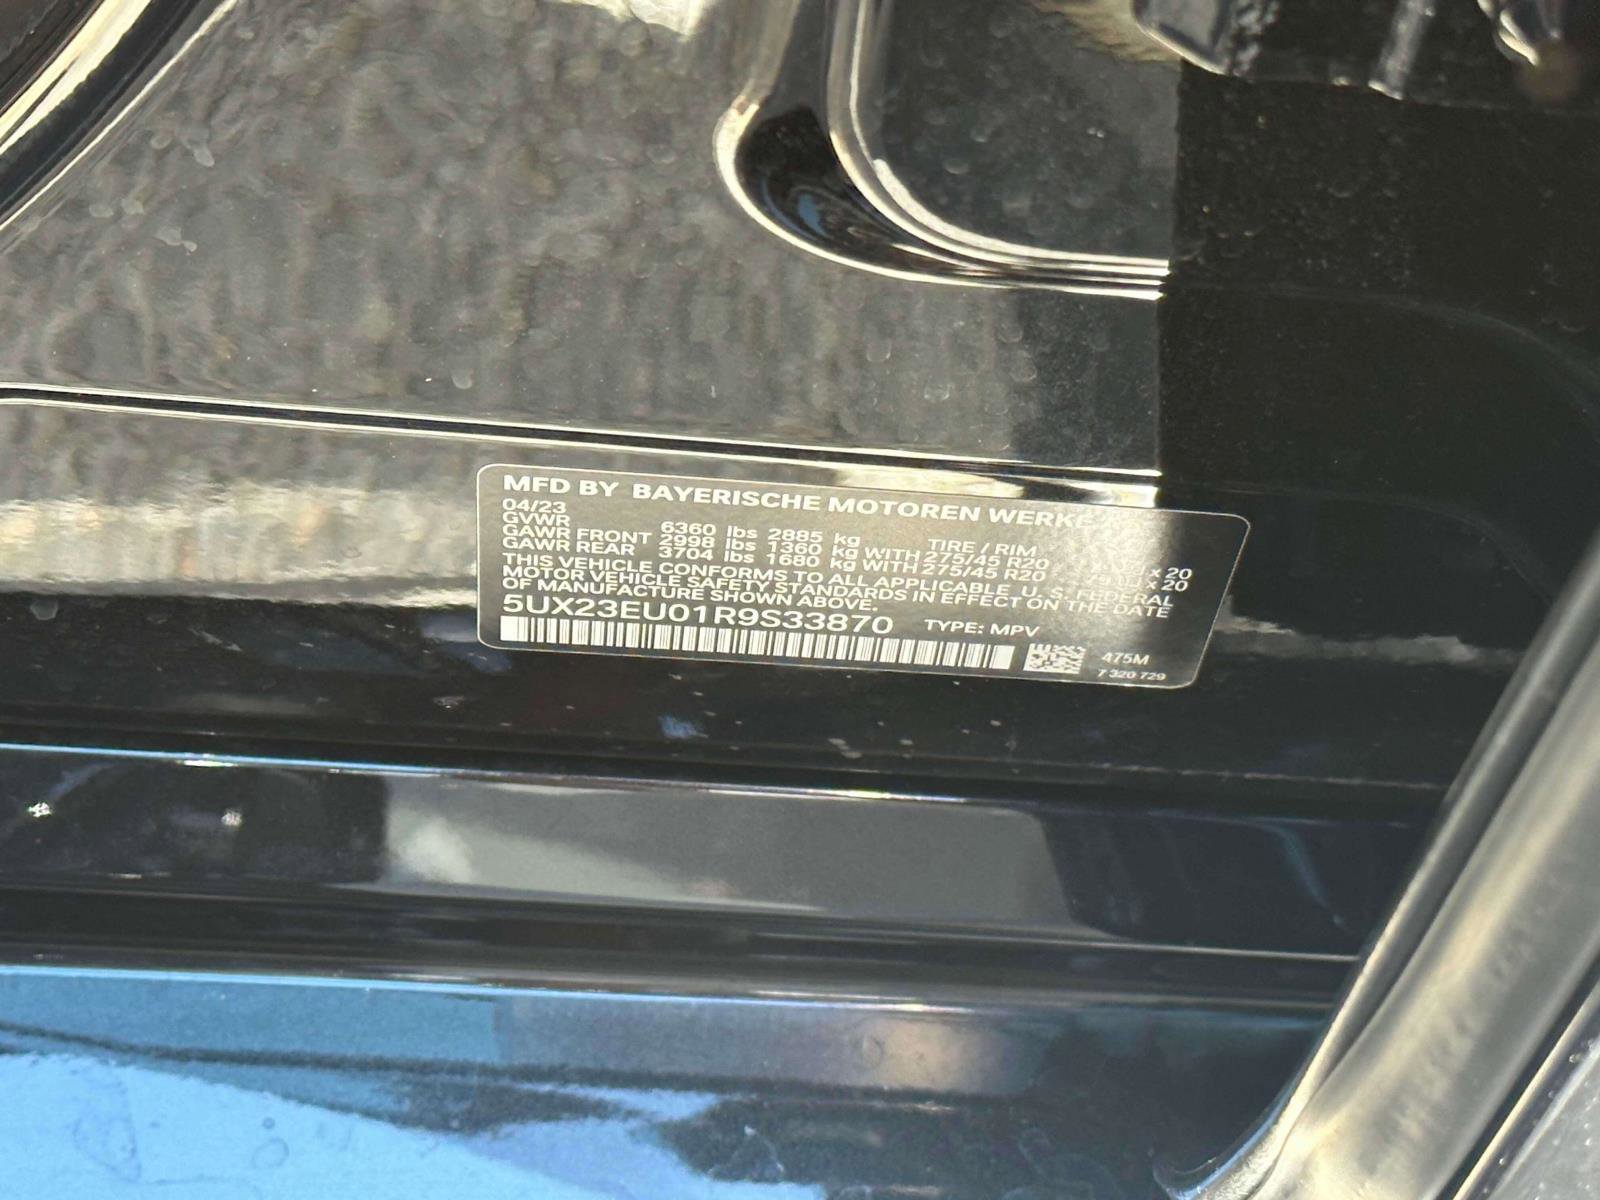 MFD BY BAYERISCHE MOTOREN WERKE
04/23
GVWR 6360 lbs 2885 kg TIRE / RIM
GAWR FRONT 2998 lbs 1360 kg WITH 275/45 R20 x 20
GAWR REAR 3704 lbs 1680 kg WITH 275/45 R20 x 20
THIS VEHICLE CONFORMS TO ALL APPLICABLE U. S. FEDERAL
MOTOR VEHICLE SAFETY STANDARDS IN EFFECT ON THE DATE
OF MANUFACTURE SHOWN ABOVE.
5UX23EU01R9S33870 TYPE: MPV
475M
7 320 729